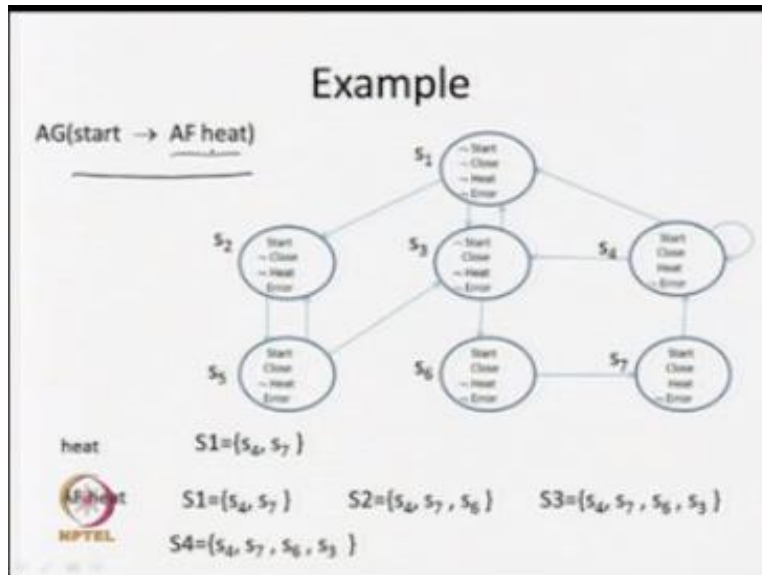 Example
AG(start → AF heat)
s₁
¬ Start
¬ Close
¬ Heat
¬ Error
s₂
Start
¬ Close
¬ Heat
Error
s₃
¬ Start
Close
¬ Heat
¬ Error
s₄
Start
Close
Heat
¬ Error
s₅
Start
Close
¬ Heat
Error
s₆
Start
Close
¬ Heat
¬ Error
s₇
Start
Close
Heat
¬ Error
heat S1={s₄, s₇ }
AF heat S1={s₄, s₇ } S2={s₄, s₇ , s₆ } S3={s₄, s₇ , s₆ , s₃ }
NPTEL
S4={s₄, s₇ , s₆ , s₃ }